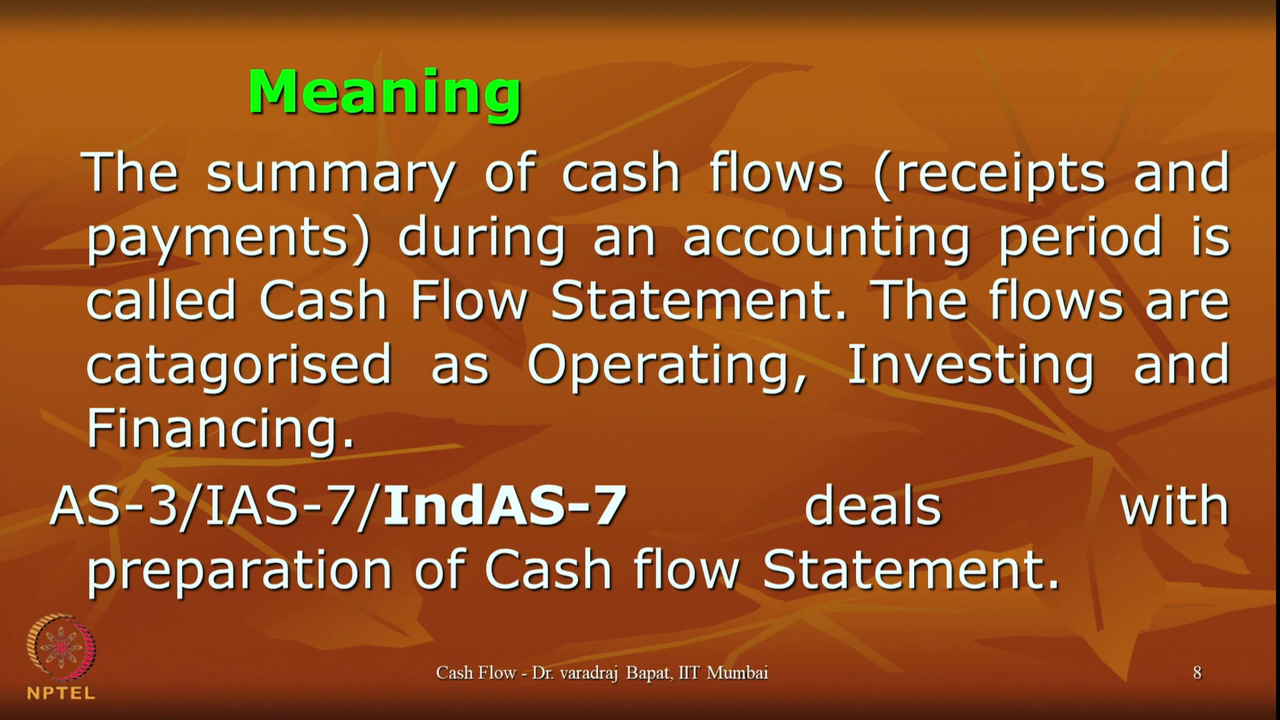 Meaning
The summary of cash flows (receipts and
payments) during an accounting period is
called Cash Flow Statement. The flows are
catagorised as Operating, Investing and
Financing.
AS-3/IAS-7/IndAS-7 deals with
preparation of Cash flow Statement.
NPTEL
Cash Flow - Dr. varadraj Bapat, IIT Mumbai
8